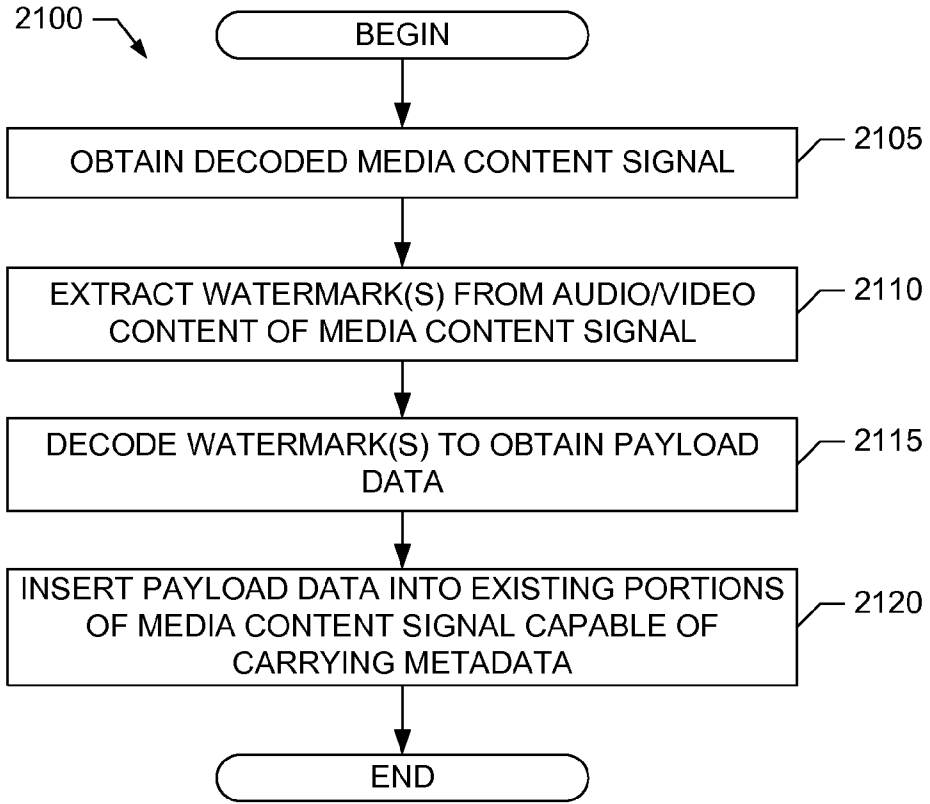 2100
BEGIN
OBTAIN DECODED MEDIA CONTENT SIGNAL
2105
EXTRACT WATERMARK(S) FROM AUDIO/VIDEO
CONTENT OF MEDIA CONTENT SIGNAL
2110
DECODE WATERMARK(S) TO OBTAIN PAYLOAD
DATA
2115
INSERT PAYLOAD DATA INTO EXISTING PORTIONS
OF MEDIA CONTENT SIGNAL CAPABLE OF
CARRYING METADATA
2120
END